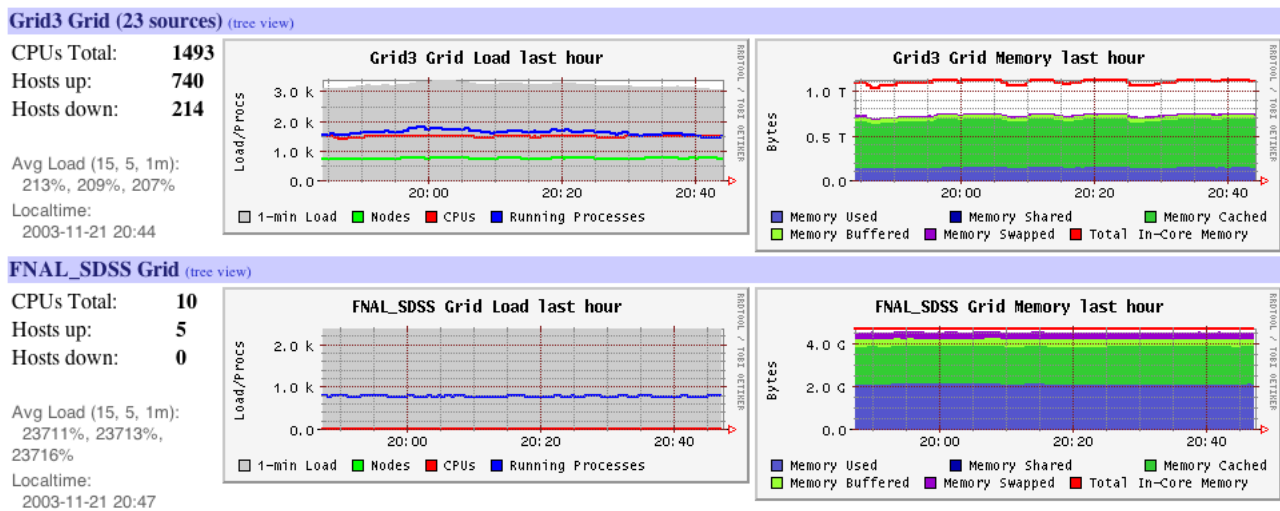 Grid3 Grid (23 sources) (tree view)
CPUs Total: 1493
Hosts up: 740
Hosts down: 214
Avg Load (15, 5, 1m):
213%, 209%, 207%
Localtime:
2003-11-21 20:44
Grid3 Grid Load last hour
RRDTOOL / TOBI OETIKER
Load/Procs
3.0 k
2.0 k
1.0 k
0.0
20:00 20:20 20:40
1-min Load Nodes CPUs Running Processes
Grid3 Grid Memory last hour
RRDTOOL / TOBI OETIKER
Bytes
1.0 T
0.5 T
0.0
20:00 20:20 20:40
Memory Used Memory Shared Memory Cached
Memory Buffered Memory Swapped Total In-Core Memory
FNAL_SDSS Grid (tree view)
CPUs Total: 10
Hosts up: 5
Hosts down: 0
Avg Load (15, 5, 1m):
23711%, 23713%,
23716%
Localtime:
2003-11-21 20:47
FNAL_SDSS Grid Load last hour
RRDTOOL / TOBI OETIKER
Load/Procs
2.0 k
1.0 k
0.0
20:00 20:20 20:40
1-min Load Nodes CPUs Running Processes
FNAL_SDSS Grid Memory last hour
RRDTOOL / TOBI OETIKER
Bytes
4.0 G
2.0 G
0.0
20:00 20:20 20:40
Memory Used Memory Shared Memory Cached
Memory Buffered Memory Swapped Total In-Core Memory